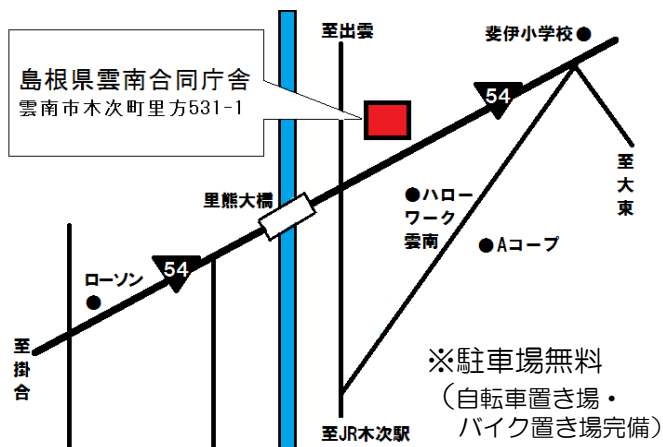 至出雲
斐伊小学校
島根県雲南合同庁舎
雲南市木次町里方531-1
54
至大東
里熊大橋
ハロー
ワーク
雲南
Aコープ
54
ローソン
至掛合
※駐車場無料
（自転車置き場・
バイク置き場完備）
至JR木次駅